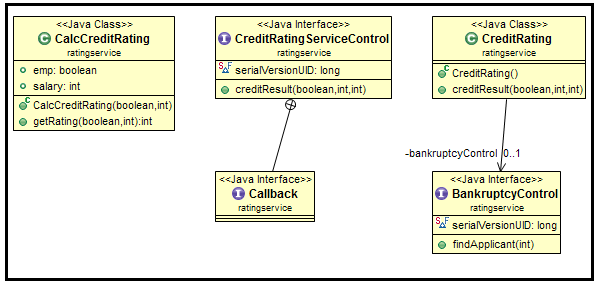 <<Java Class>>
C CalcCreditRating
ratingservice
emp: boolean
salary: int
C CalcCreditRating(boolean,int)
getRating(boolean,int):int
<<Java Interface>>
I CreditRatingServiceControl
ratingservice
S F serialVersionUID: long
creditResult(boolean,int,int)
<<Java Class>>
C CreditRating
ratingservice
C CreditRating()
creditResult(boolean,int,int)
-bankruptcyControl 0..1
<<Java Interface>>
I Callback
ratingservice
<<Java Interface>>
I BankruptcyControl
ratingservice
S F serialVersionUID: long
findApplicant(int)